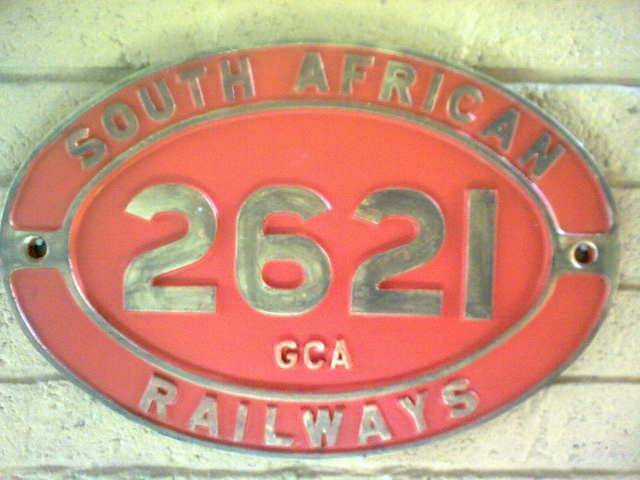 SOUTH AFRICAN
2621
GCA
RAILWAYS